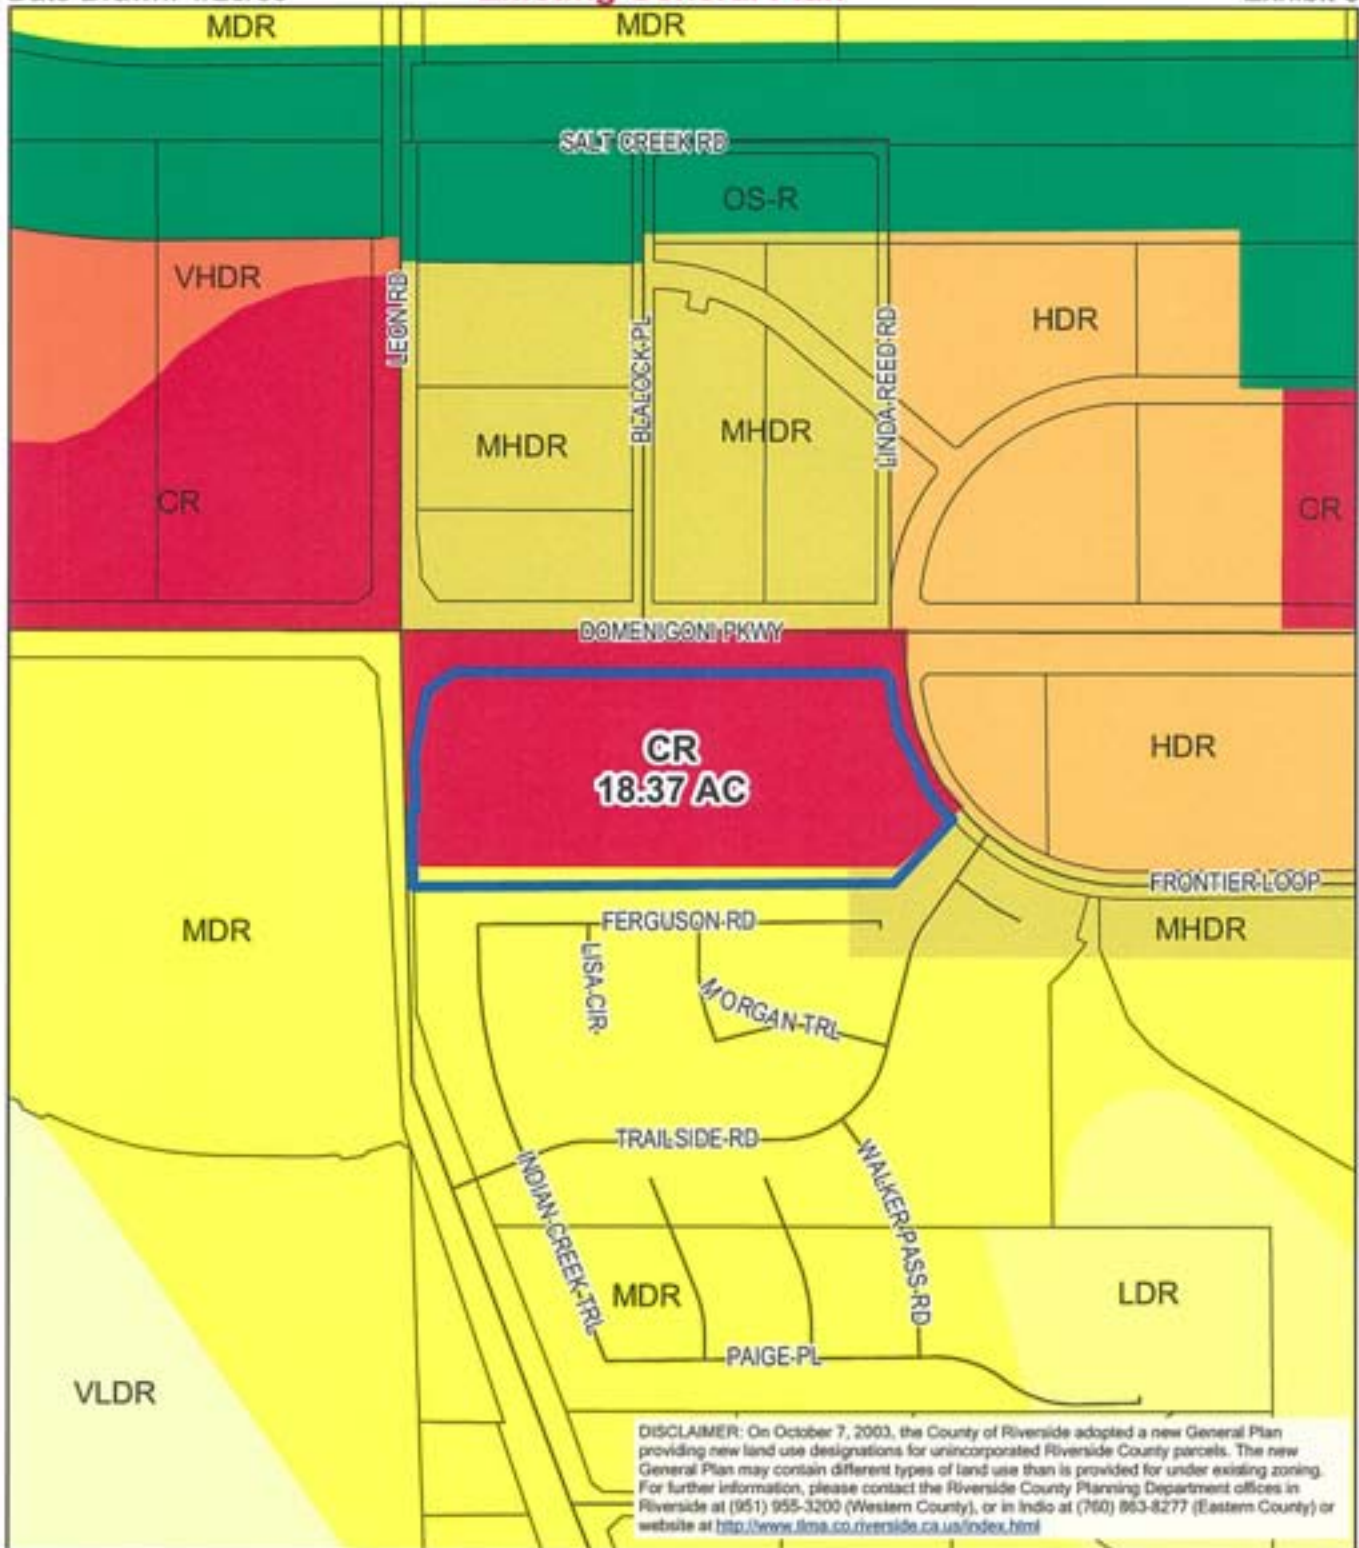 MDR
MDR
SALT CREEK RD
OS-R
VHDR
LEON RD
HDR
BLALOCK PL
LINDA REED RD
MHDR
MHDR
CR
CR
DOMENIGONI PKWY
CR
18.37 AC
HDR
FRONTIER LOOP
FERGUSON RD
MDR
MHDR
LISA CIR
MORGAN TRL
TRAILSIDE RD
INDIAN CREEK TRL
WALKER PASS RD
MDR
LDR
PAIGE PL
VLDR
DISCLAIMER: On October 7, 2003, the County of Riverside adopted a new General Plan
providing new land use designations for unincorporated Riverside County parcels. The new
General Plan may contain different types of land use than is provided for under existing zoning.
For further information, please contact the Riverside County Planning Department offices in
Riverside at (951) 955-3200 (Western County), or in Indio at (760) 863-8277 (Eastern County) or
website at http://www.tlma.co.riverside.ca.us/index.html